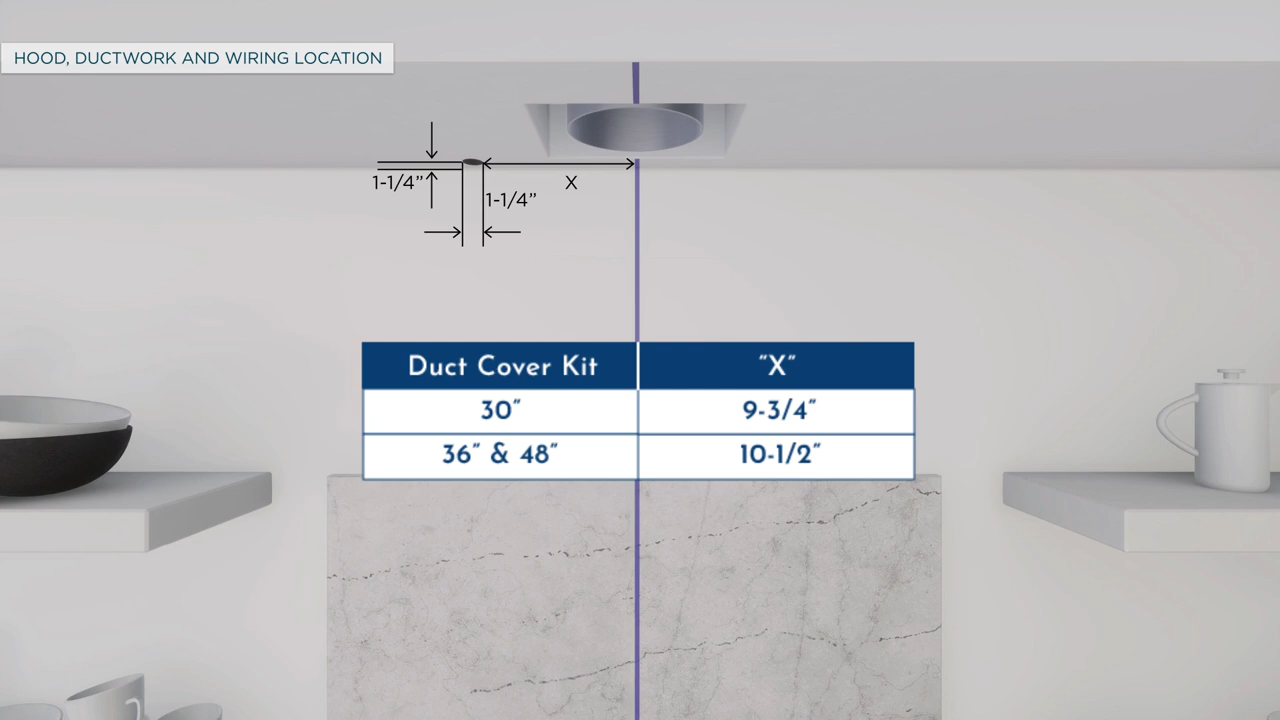 HOOD, DUCTWORK AND WIRING LOCATION
1-1/4”
X
1-1/4”
Duct Cover Kit “X”
30” 9-3/4”
36” & 48” 10-1/2”